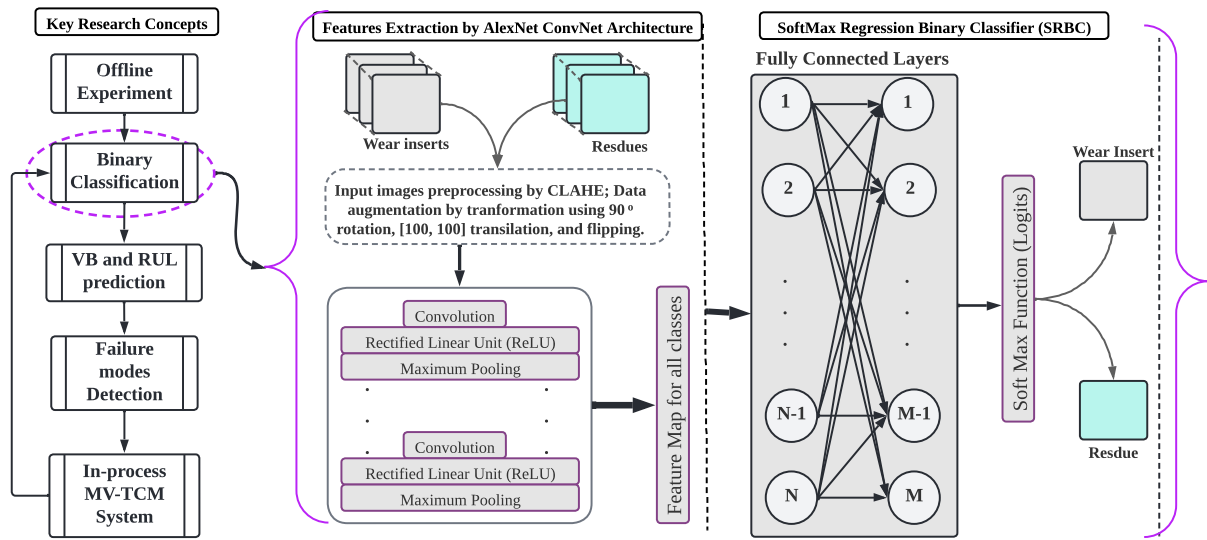 Key Research Concepts
Offline
Experiment
Binary
Classification
VB and RUL
prediction
Failure
modes
Detection
In-process
MV-TCM
System
Features Extraction by AlexNet ConvNet Architecture
Wear inserts
Resdues
Input images preprocessing by CLAHE; Data
augmentation by tranformation using 90 º
rotation, [100, 100] transilation, and flipping.
Convolution
Rectified Linear Unit (ReLU)
Maximum Pooling
Convolution
Rectified Linear Unit (ReLU)
Maximum Pooling
Feature Map for all classes
SoftMax Regression Binary Classifier (SRBC)
Fully Connected Layers
1
1
2
2
N-1
M-1
N
M
Soft Max Function (Logits)
Wear Insert
Resdue